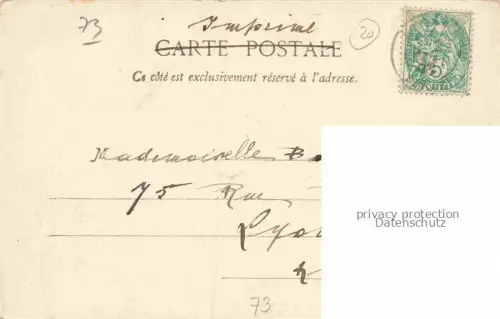 73
Imprimé
20
CARTE POSTALE
Ce côté est exclusivement réservé à l'adresse.
5
POSTES
Mademoiselle B
75 Rue
Lyo
privacy protection
Datenschutz
73